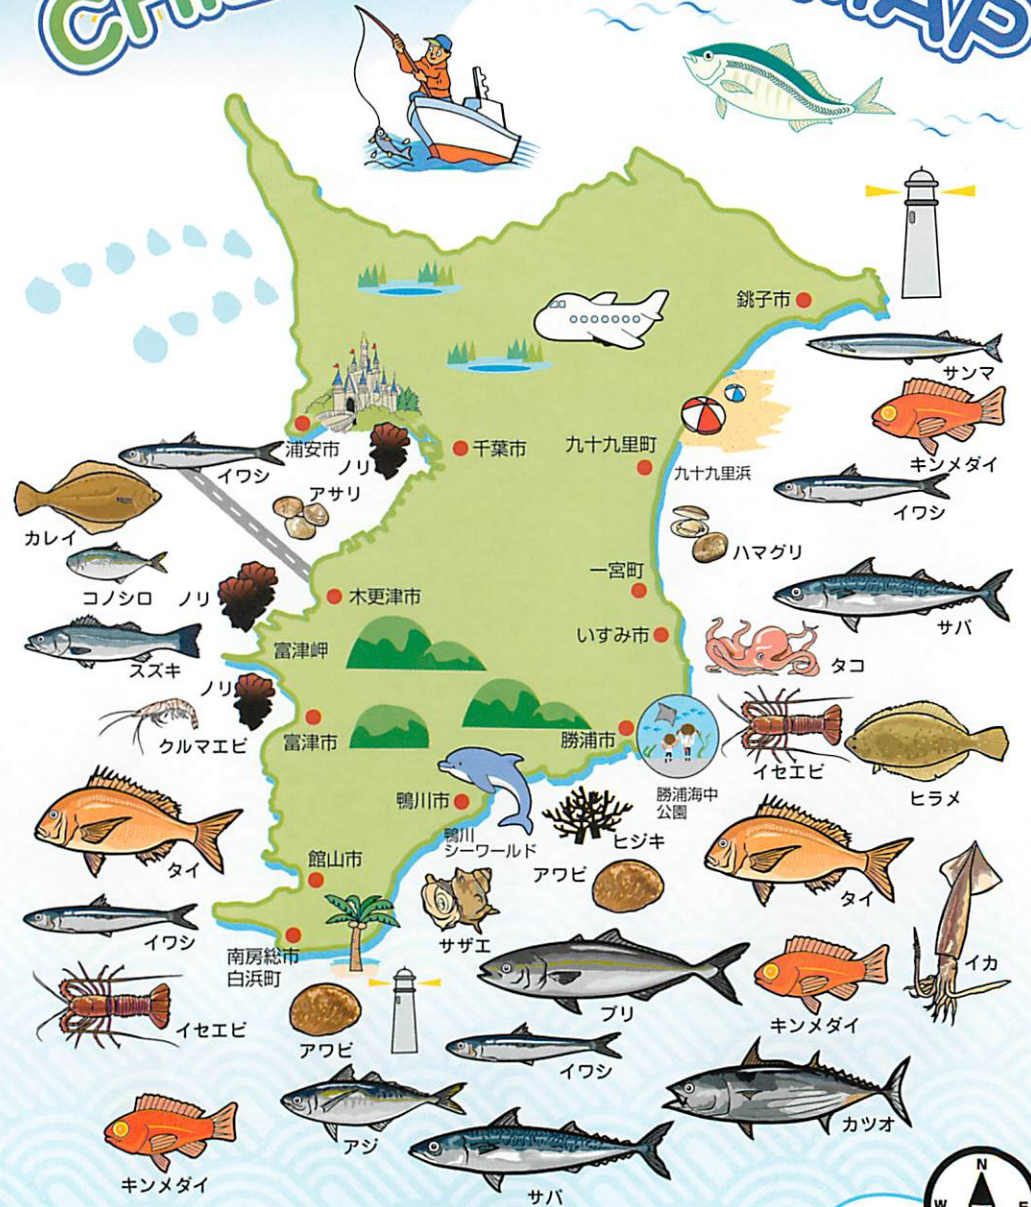 MAP
銚子市
サンマ
浦安市
ノリ
千葉市
九十九里町
キンメダイ
イワシ
アサリ
九十九里浜
イワシ
カレイ
ハマグリ
コノシロ
ノリ
木更津市
一宮町
サバ
いすみ市
スズキ
富津岬
タコ
ノリ
クルマエビ
富津市
勝浦市
イセエビ
ヒラメ
鴨川市
勝浦海中
公園
鴨川
シーワールド
ヒジキ
タイ
館山市
アワビ
タイ
イワシ
サザエ
南房総市
白浜町
イカ
イセエビ
アワビ
ブリ
キンメダイ
イワシ
アジ
カツオ
キンメダイ
サバ
N
W
E